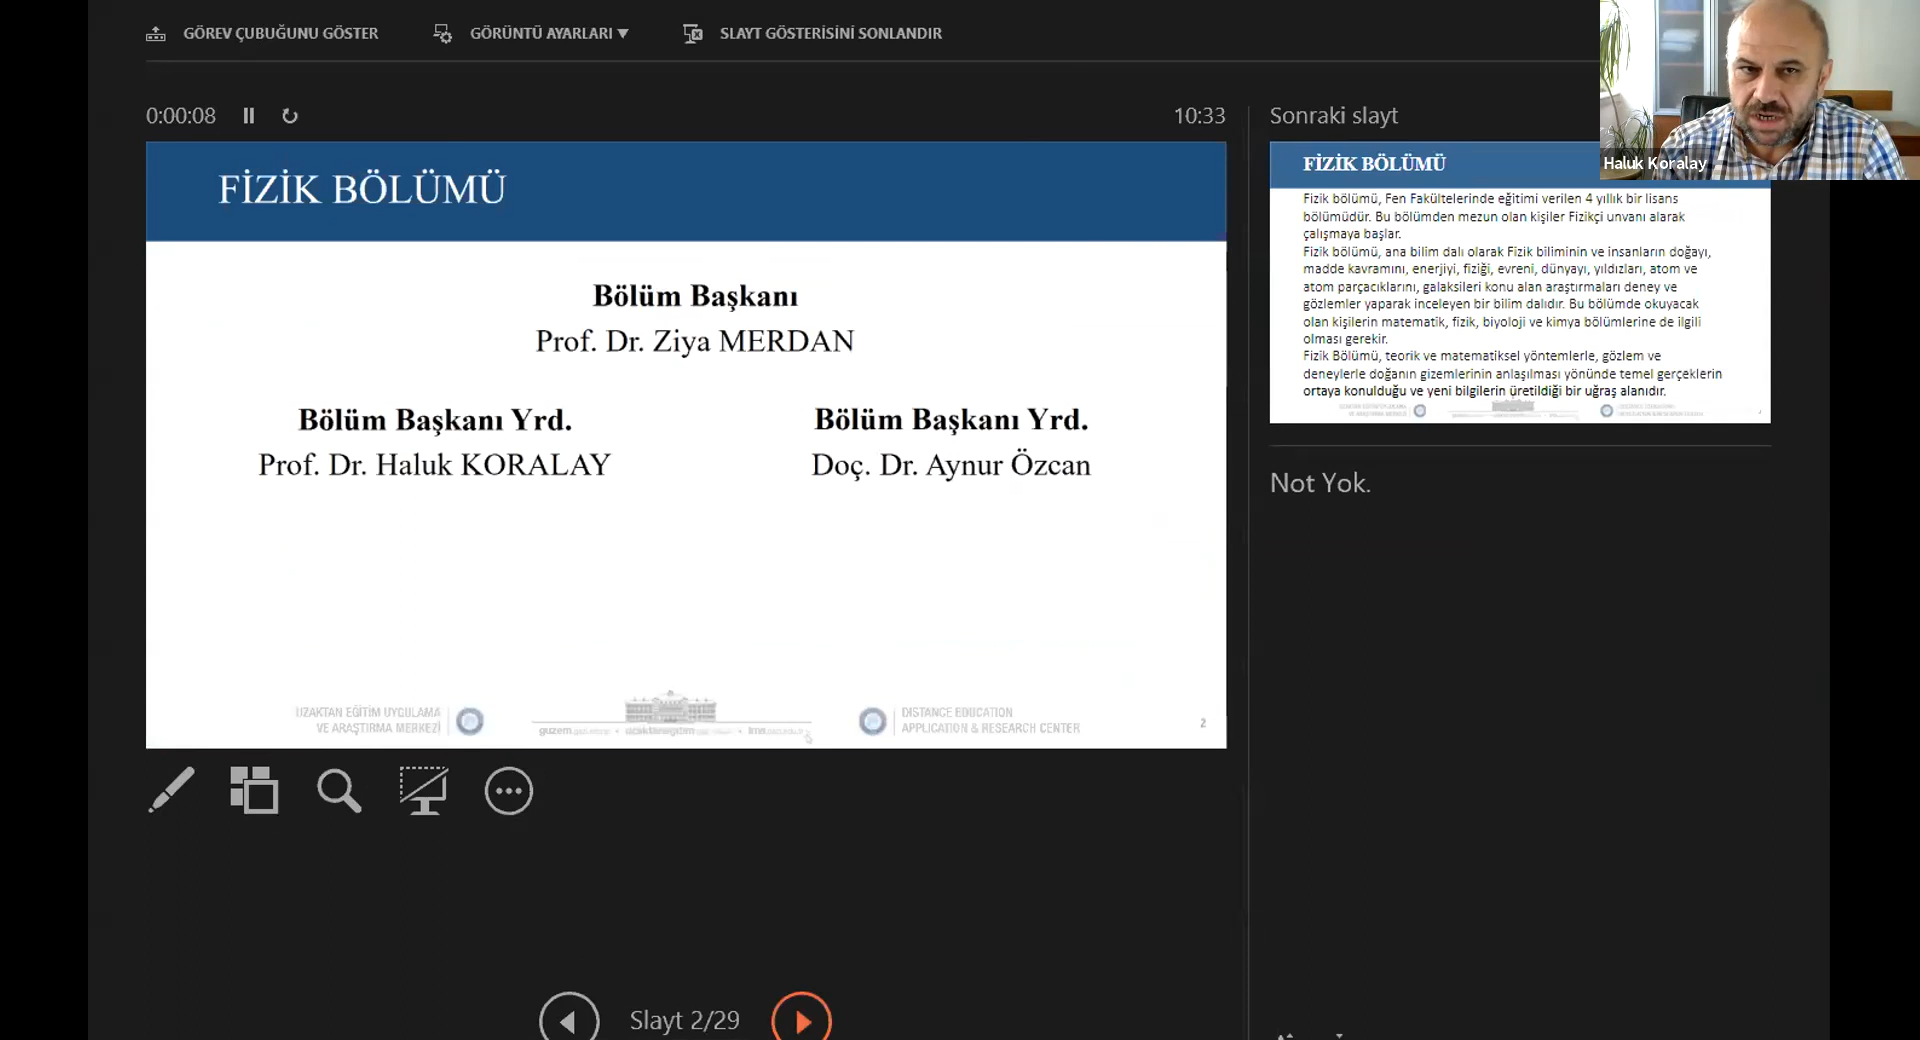 GÖREV ÇUBUĞUNU GÖSTER
GÖRÜNTÜ AYARLARI
SLAYT GÖSTERİSİNİ SONLANDIR
0:00:08
10:33
FİZİK BÖLÜMÜ
Bölüm Başkanı
Prof. Dr. Ziya MERDAN
Bölüm Başkanı Yrd.
Prof. Dr. Haluk KORALAY
Bölüm Başkanı Yrd.
Doç. Dr. Aynur Özcan
UZAKTAN EĞİTİM UYGULAMA
VE ARAŞTIRMA MERKEZİ
DISTANCE EDUCATION
APPLICATION & RESEARCH CENTER
2
Slayt 2/29
Sonraki slayt
Haluk Koralay
FİZİK BÖLÜMÜ
Fizik bölümü, Fen Fakültelerinde eğitimi verilen 4 yıllık bir lisans
bölümüdür. Bu bölümden mezun olan kişiler Fizikçi unvanı alarak
çalışmaya başlar.
Fizik bölümü, ana bilim dalı olarak Fizik biliminin ve insanların doğayı,
madde kavramını, enerjiyi, fiziği, evreni, dünyayı, yıldızları, atom ve
atom parçacıklarını, galaksileri konu alan araştırmaları deney ve
gözlemler yaparak inceleyen bir bilim dalıdır. Bu bölümde okuyacak
olan kişilerin matematik, fizik, biyoloji ve kimya bölümlerine de ilgili
olması gerekir.
Fizik Bölümü, teorik ve matematiksel yöntemlerle, gözlem ve
deneylerle doğanın gizemlerinin anlaşılması yönünde temel gerçeklerin
ortaya konulduğu ve yeni bilgilerin üretildiği bir uğraş alanıdır.
Not Yok.